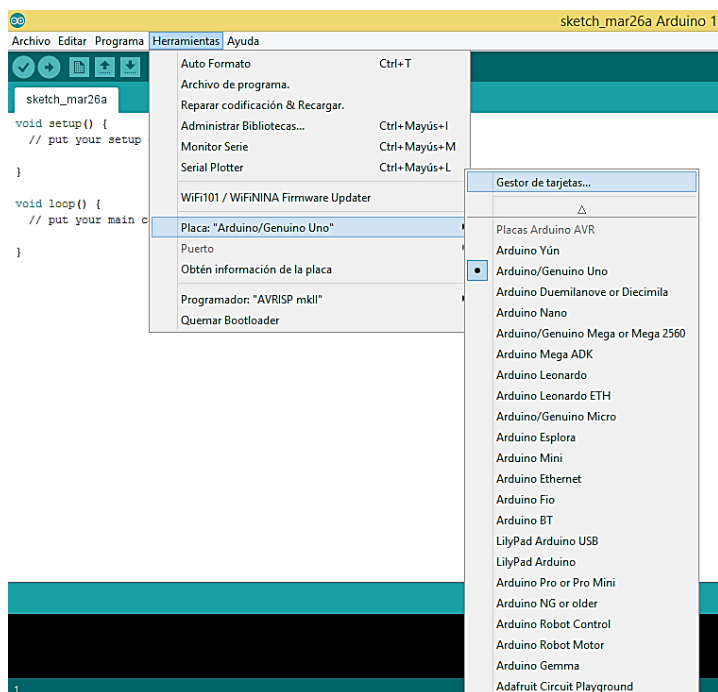 sketch_mar26a Arduino 1
Archivo Editar Programa Herramientas Ayuda
sketch_mar26a
void setup() {
// put your setup
}
void loop() {
// put your main c
}
Auto Formato Ctrl+T
Archivo de programa.
Reparar codificación & Recargar.
Administrar Bibliotecas... Ctrl+Mayús+I
Monitor Serie Ctrl+Mayús+M
Serial Plotter Ctrl+Mayús+L
WiFi101 / WiFiNINA Firmware Updater
Placa: "Arduino/Genuino Uno"
Puerto
Obtén información de la placa
Programador: "AVRISP mkII"
Quemar Bootloader
Gestor de tarjetas...
Placas Arduino AVR
Arduino Yún
Arduino/Genuino Uno
Arduino Duemilanove or Diecimila
Arduino Nano
Arduino/Genuino Mega or Mega 2560
Arduino Mega ADK
Arduino Leonardo
Arduino Leonardo ETH
Arduino/Genuino Micro
Arduino Esplora
Arduino Mini
Arduino Ethernet
Arduino Fio
Arduino BT
LilyPad Arduino USB
LilyPad Arduino
Arduino Pro or Pro Mini
Arduino NG or older
Arduino Robot Control
Arduino Robot Motor
Arduino Gemma
Adafruit Circuit Playground
1